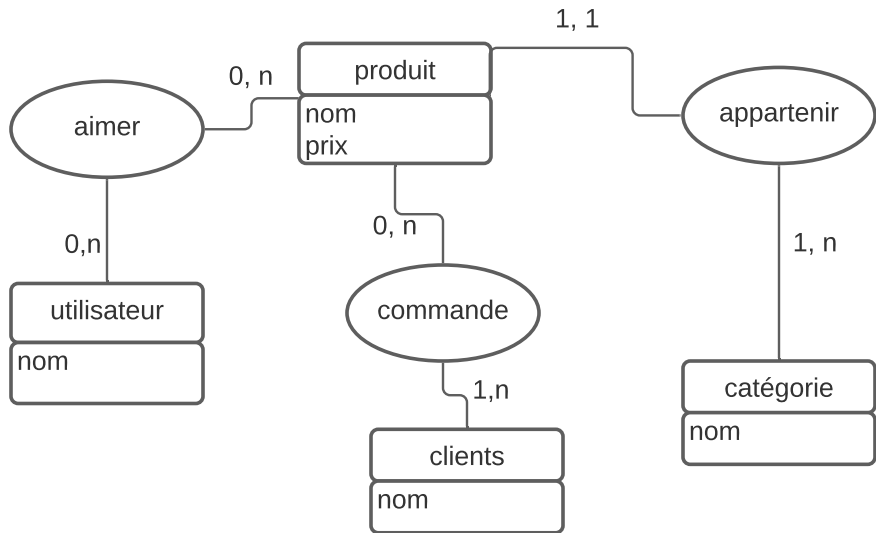 1, 1
produit
0, n
nom
prix
aimer
appartenir
0, n
0,n
1, n
utilisateur
nom
commande
1,n
catégorie
nom
clients
nom